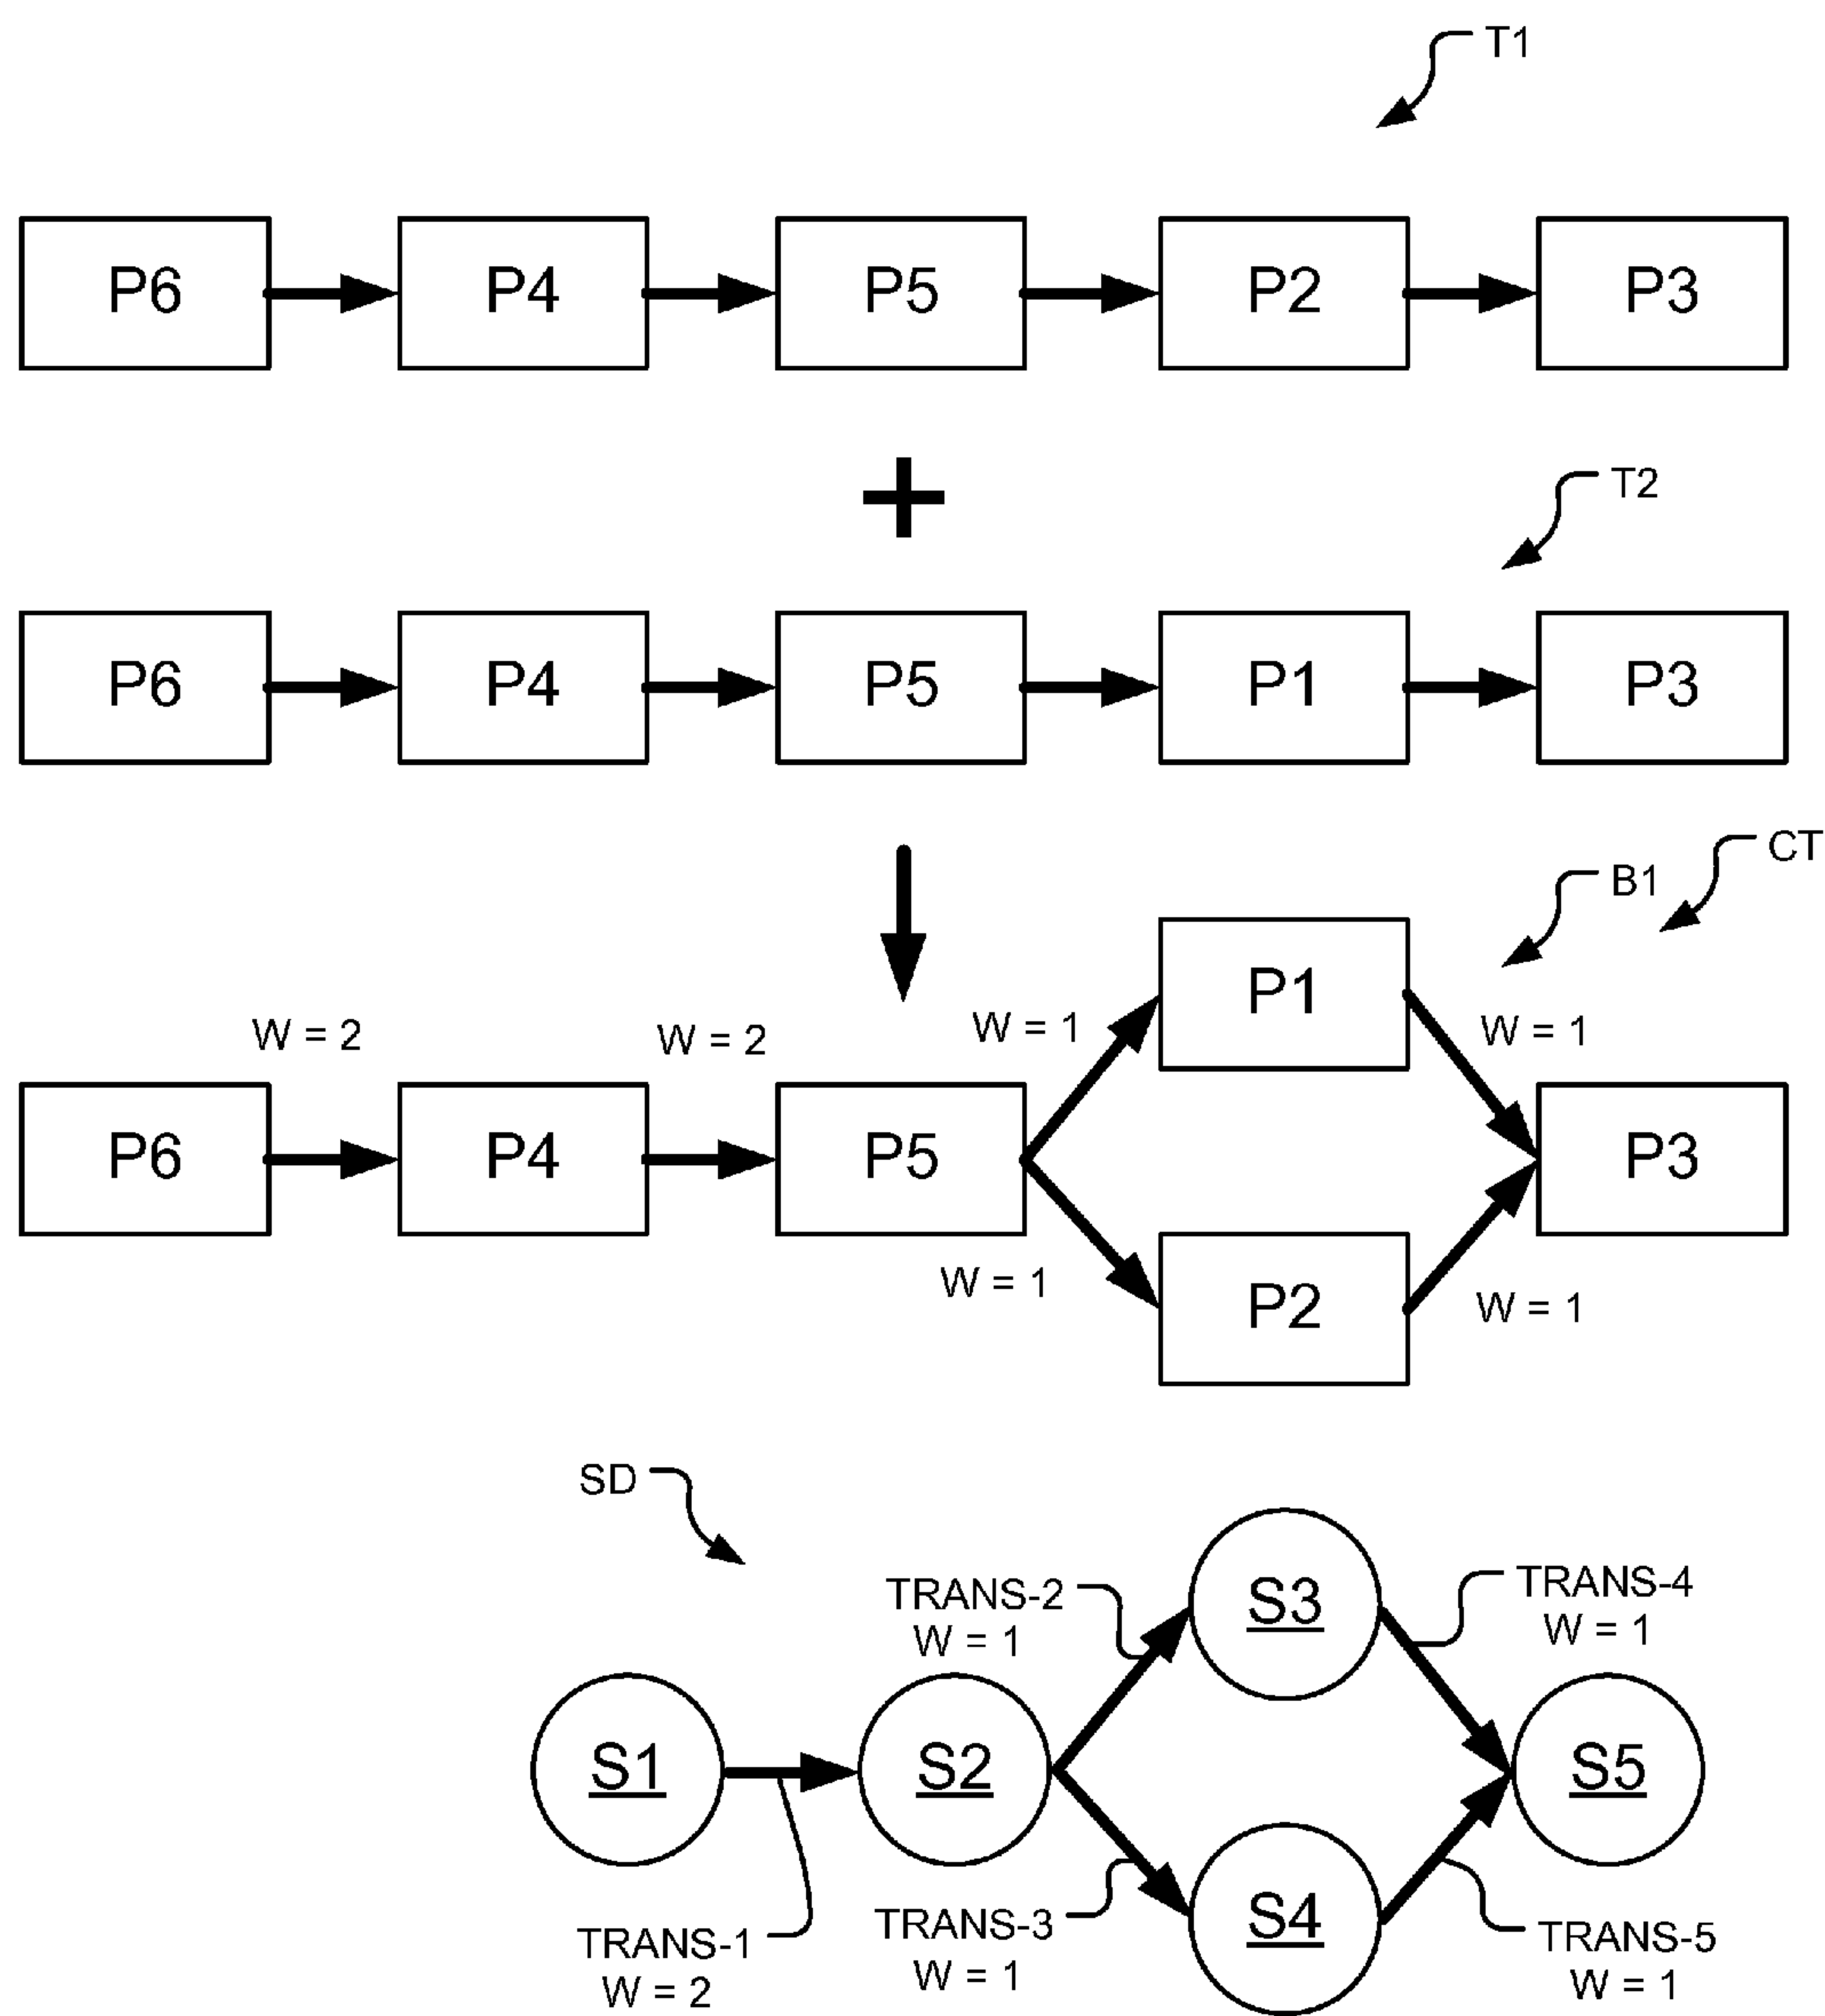 T1
P6
P4
P5
P2
P3
+
T2
P6
P4
P5
P1
P3
CT
B1
P1
W = 2
W = 2
W = 1
W = 1
P6
P4
P5
P3
W = 1
P2
W = 1
SD
TRANS-2
W = 1
S3
TRANS-4
W = 1
S1
S2
S5
TRANS-1
W = 2
TRANS-3
W = 1
S4
TRANS-5
W = 1